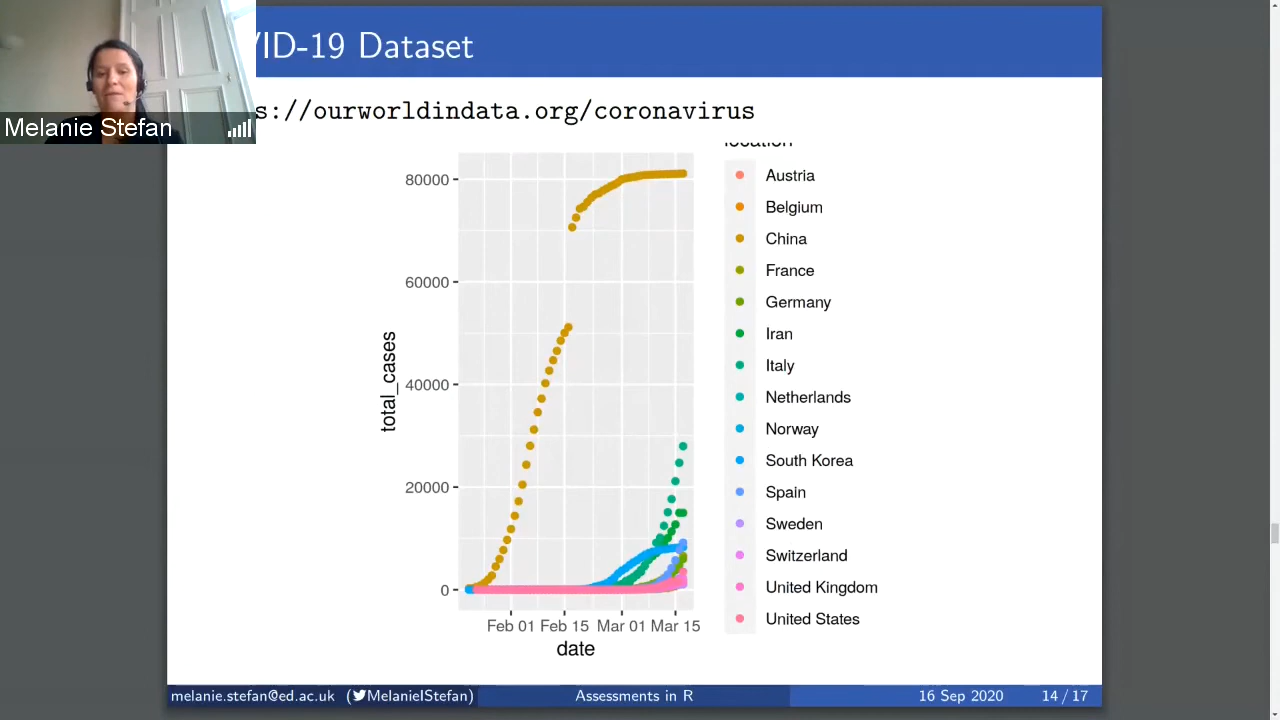 VID-19 Dataset
s://ourworldindata.org/coronavirus
Melanie Stefan
location
80000
60000
40000
20000
0
total_cases
Feb 01 Feb 15 Mar 01 Mar 15
date
Austria
Belgium
China
France
Germany
Iran
Italy
Netherlands
Norway
South Korea
Spain
Sweden
Switzerland
United Kingdom
United States
melanie.stefan@ed.ac.uk (MelanieIStefan) Assessments in R 16 Sep 2020 14 / 17